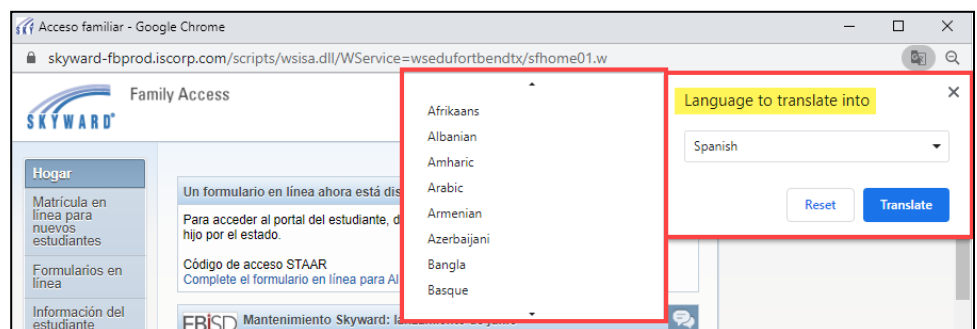 Acceso familiar - Google Chrome
skyward-fbprod.iscorp.com/scripts/wsisa.dll/WService=wsedufortbendtx/sfhome01.w
SKYWARD®
Family Access
Hogar
Matrícula en
línea para
nuevos
estudiantes
Formularios en
línea
Información del
estudiante
Un formulario en línea ahora está
Para acceder al portal del estudiante,
hijo por el estado.
Código de acceso STAAR
Complete el formulario en línea para
FBISD
Mantenimiento Skyward:
Afrikaans
Albanian
Amharic
Arabic
Armenian
Azerbaijani
Bangla
Basque
Language to translate into
Spanish
Reset
Translate